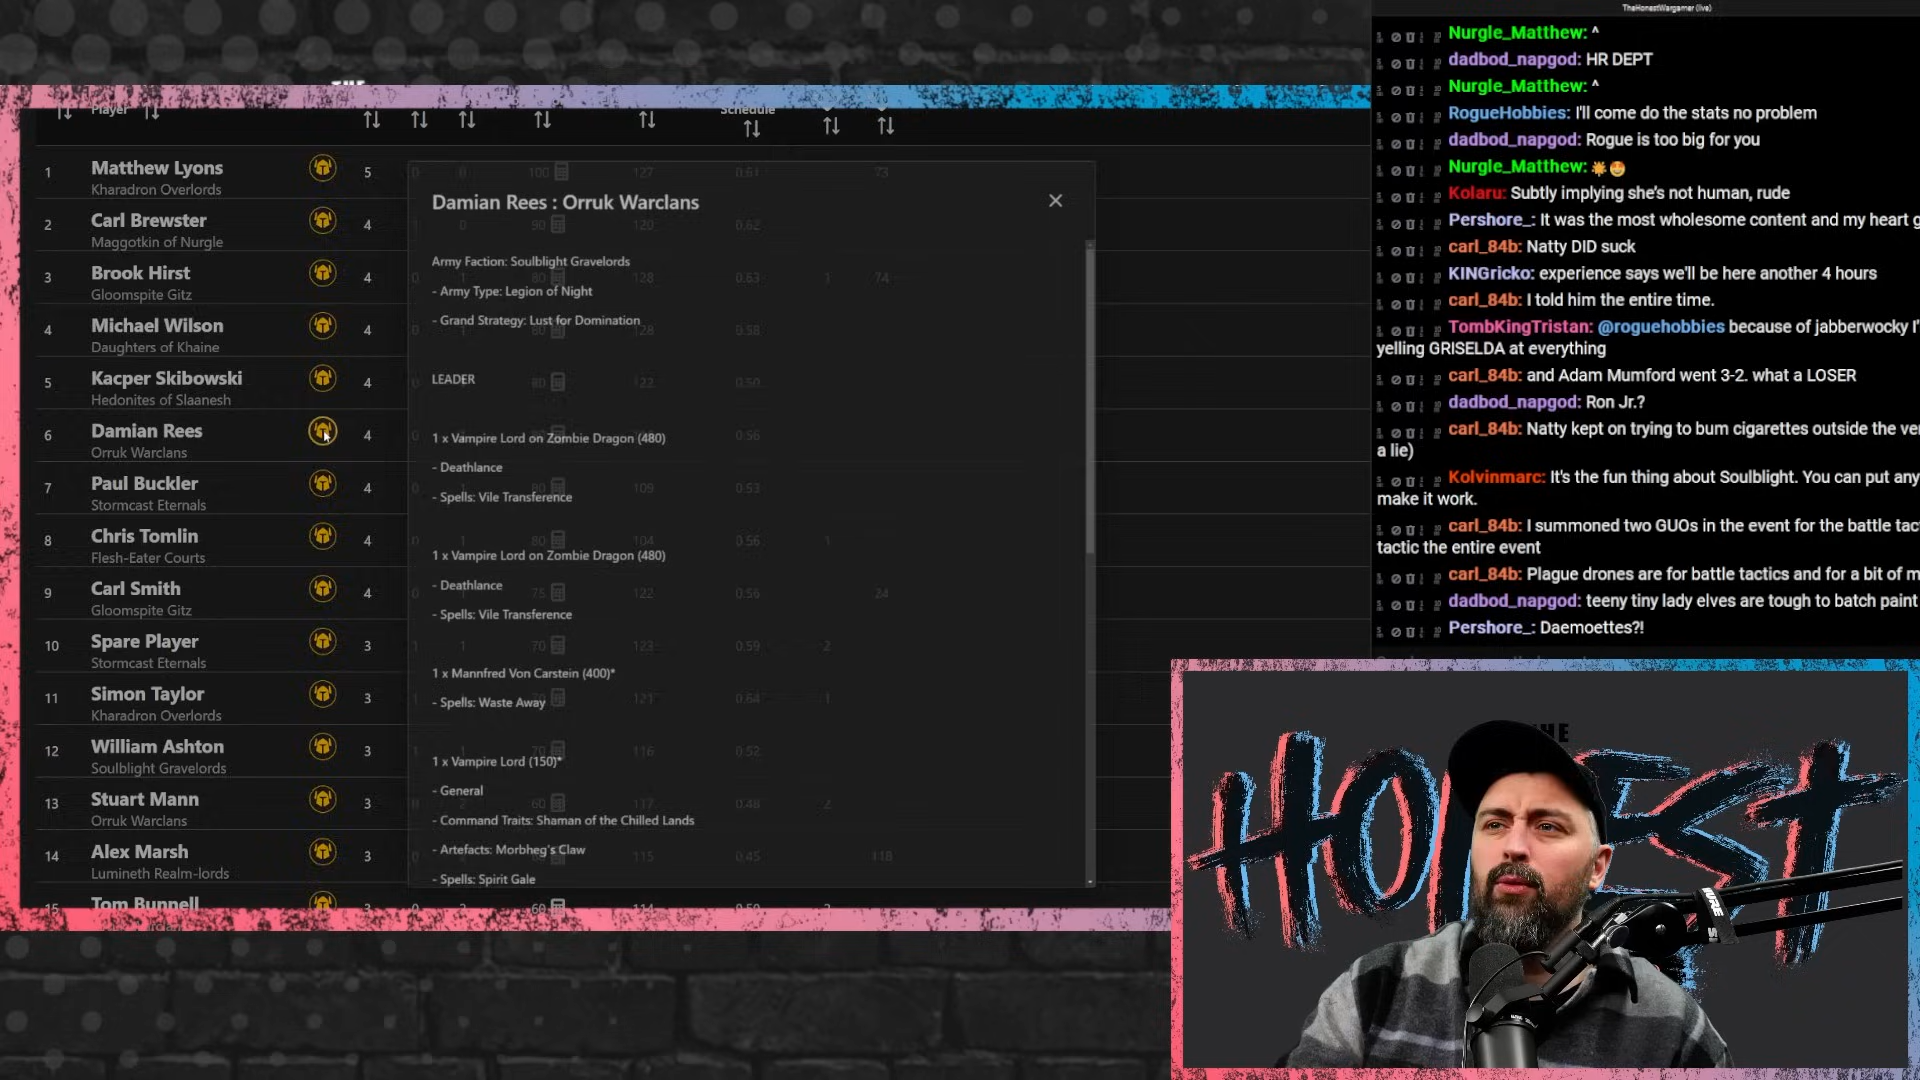 THE
Player
Schedule
1
Matthew Lyons
5
Kharadron Overlords
2
Carl Brewster
4
Maggotkin of Nurgle
3
Brook Hirst
4
Gloomspite Gitz
4
Michael Wilson
4
Daughters of Khaine
5
Kacper Skibowski
4
Hedonites of Slaanesh
6
Damian Rees
4
Orruk Warclans
7
Paul Buckler
4
Stormcast Eternals
8
Chris Tomlin
4
Flesh-Eater Courts
9
Carl Smith
4
Gloomspite Gitz
10
Spare Player
3
Stormcast Eternals
11
Simon Taylor
3
Kharadron Overlords
12
William Ashton
3
Soulblight Gravelords
13
Stuart Mann
3
Orruk Warclans
14
Alex Marsh
3
Lumineth Realm-lords
15
Tom Bunnell
3
Damian Rees : Orruk Warclans
Army Faction: Soulblight Gravelords
- Army Type: Legion of Night
- Grand Strategy: Lust for Domination
LEADER
1 x Vampire Lord on Zombie Dragon (480)
- Deathlance
- Spells: Vile Transference
1 x Vampire Lord on Zombie Dragon (480)
- Deathlance
- Spells: Vile Transference
1 x Mannfred Von Carstein (400)*
- Spells: Waste Away
1 x Vampire Lord (150)*
- General
- Command Traits: Shaman of the Chilled Lands
- Artefacts: Morbheg's Claw
- Spells: Spirit Gale
TheHonestWargamer (live)
Nurgle_Matthew: ^
dadbod_napgod: HR DEPT
Nurgle_Matthew: ^
RogueHobbies: I'll come do the stats no problem
dadbod_napgod: Rogue is too big for you
Nurgle_Matthew:
Kolaru: Subtly implying she's not human, rude
Pershore_: It was the most wholesome content and my heart g
carl_84b: Natty DID suck
KINGricko: experience says we'll be here another 4 hours
carl_84b: I told him the entire time.
TombKingTristan: @roguehobbies because of jabberwocky I'
yelling GRISELDA at everything
carl_84b: and Adam Mumford went 3-2. what a LOSER
dadbod_napgod: Ron Jr.?
carl_84b: Natty kept on trying to bum cigarettes outside the ve
a lie)
Kolvinmarc: It's the fun thing about Soulblight. You can put any
make it work.
carl_84b: I summoned two GUOs in the event for the battle tac
tactic the entire event
carl_84b: Plague drones are for battle tactics and for a bit of m
dadbod_napgod: teeny tiny lady elves are tough to batch paint
Pershore_: Daemoettes?!
THE
HONEST
SHURE